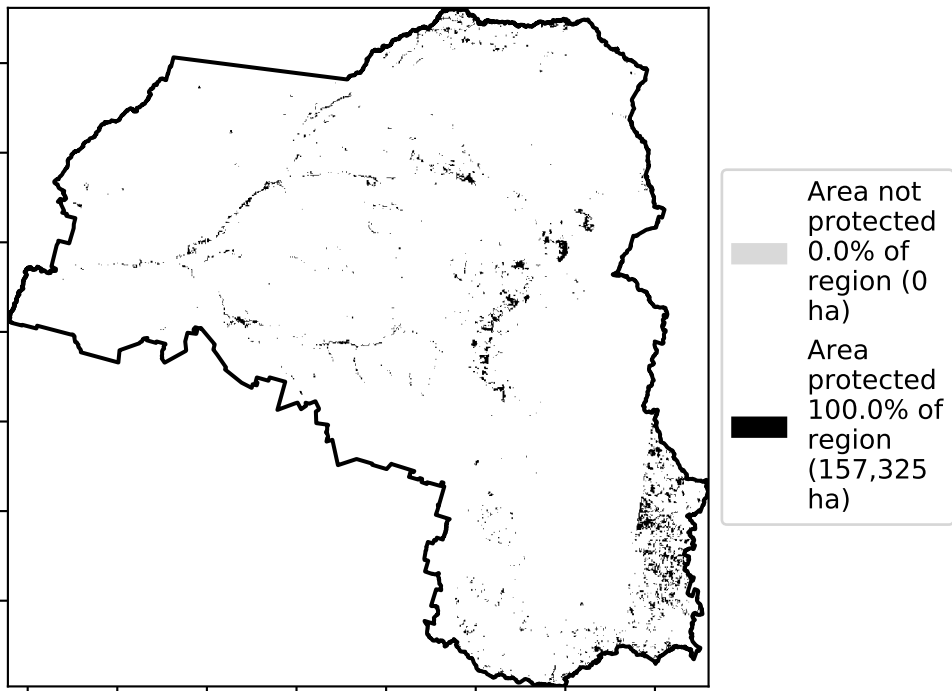 Area not
protected
0.0% of
region (0
ha)
Area
protected
100.0% of
region
(157,325
ha)